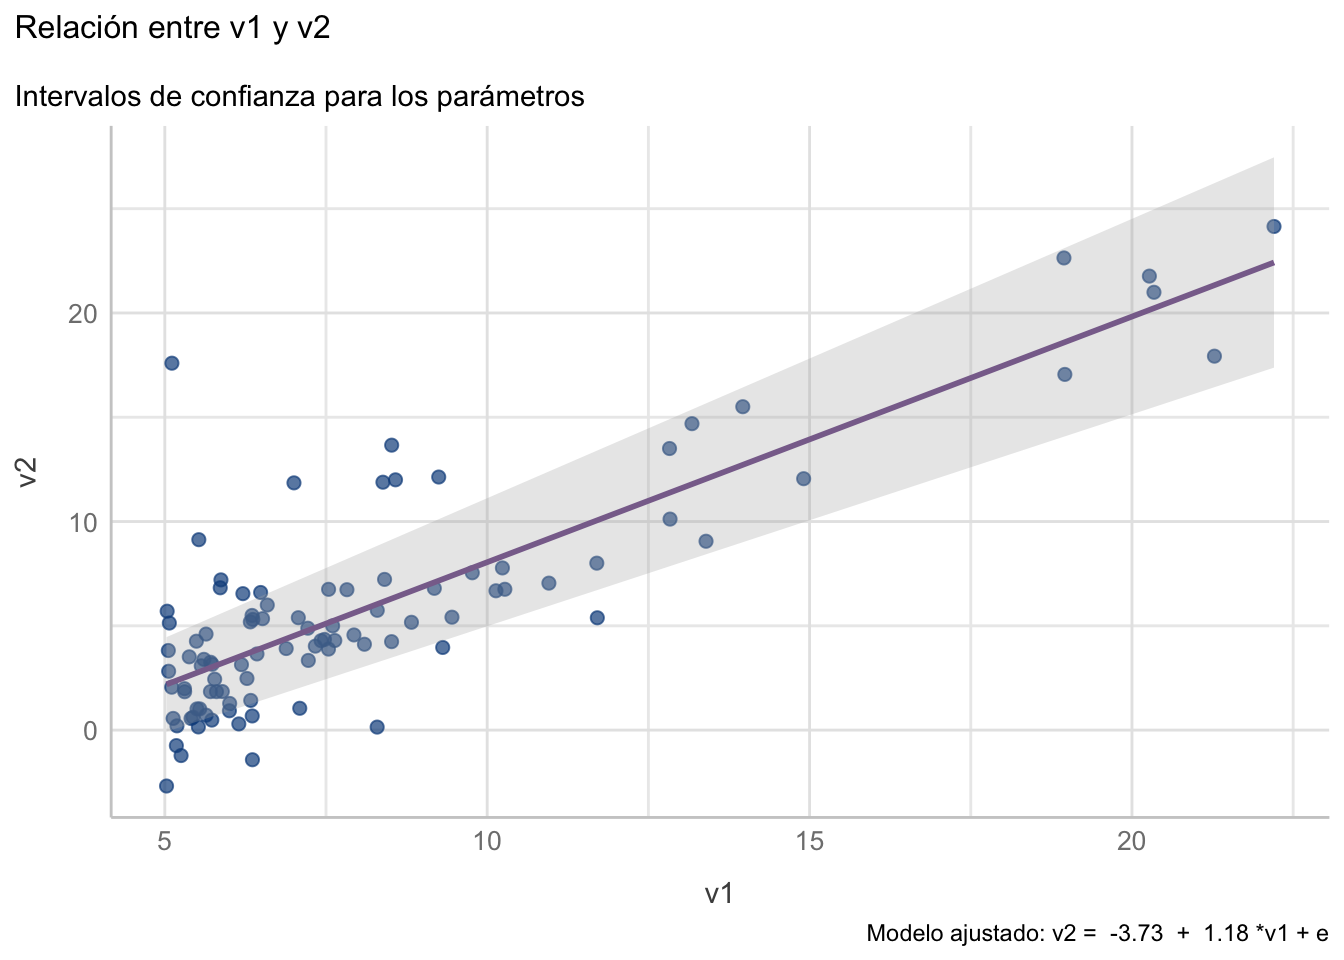 Relación entre v1 y v2
Intervalos de confianza para los parámetros
v2
20
10
0
5
10
15
20
v1
Modelo ajustado: v2 =  -3.73  +  1.18 *v1 + e